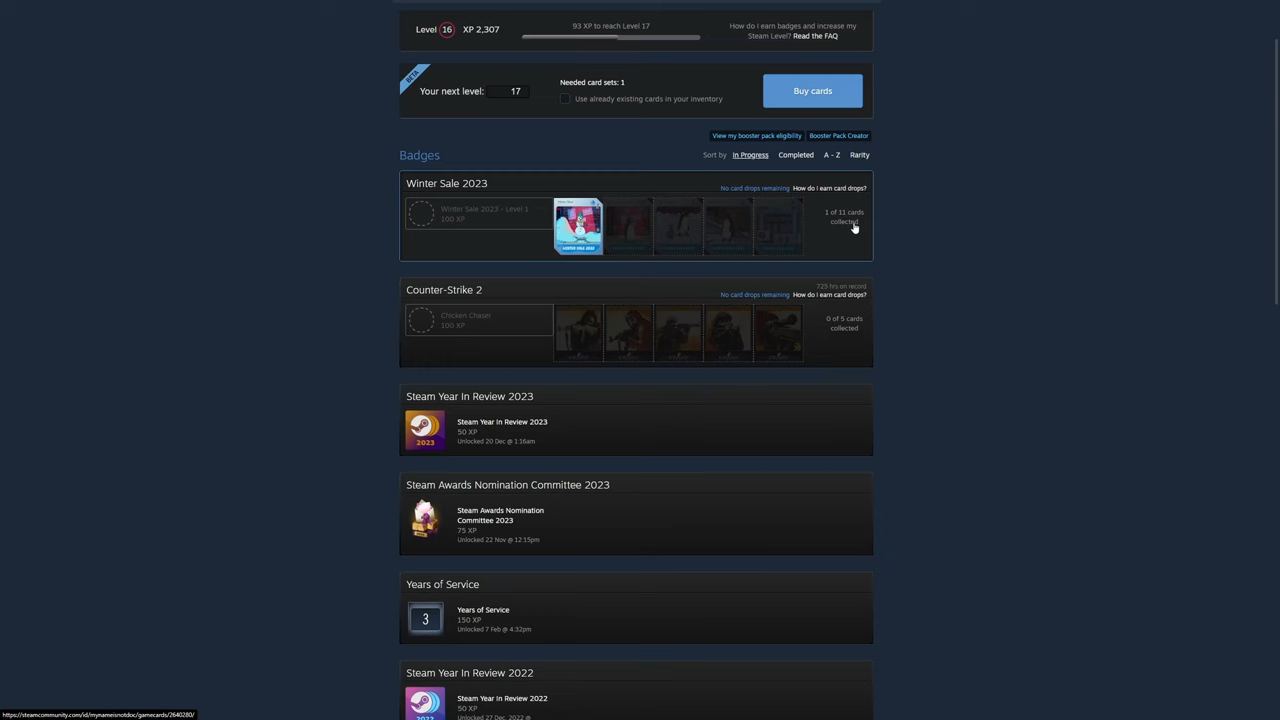 Level 16 XP 2,307
93 XP to reach Level 17
How do I earn badges and increase my
Steam Level? Read the FAQ
BETA
Your next level: 17
Needed card sets: 1
Use already existing cards in your inventory
Buy cards
View my booster pack eligibility Booster Pack Creator
Badges
Sort by In Progress Completed A - Z Rarity
Winter Sale 2023
No card drops remaining How do I earn card drops?
Winter Sale 2023 - Level 1
100 XP
1 of 11 cards
collected
Counter-Strike 2
725 hrs on record
No card drops remaining How do I earn card drops?
Chicken Chaser
100 XP
0 of 5 cards
collected
Steam Year In Review 2023
2023
Steam Year In Review 2023
50 XP
Unlocked 20 Dec @ 1:16am
Steam Awards Nomination Committee 2023
Steam Awards Nomination
Committee 2023
75 XP
Unlocked 22 Nov @ 12:15pm
Years of Service
3
Years of Service
150 XP
Unlocked 7 Feb @ 4:32pm
Steam Year In Review 2022
2022
Steam Year In Review 2022
50 XP
Unlocked 27 Dec, 2022 @
https://steamcommunity.com/id/mynameisnotdoc/gamecards/2640280/